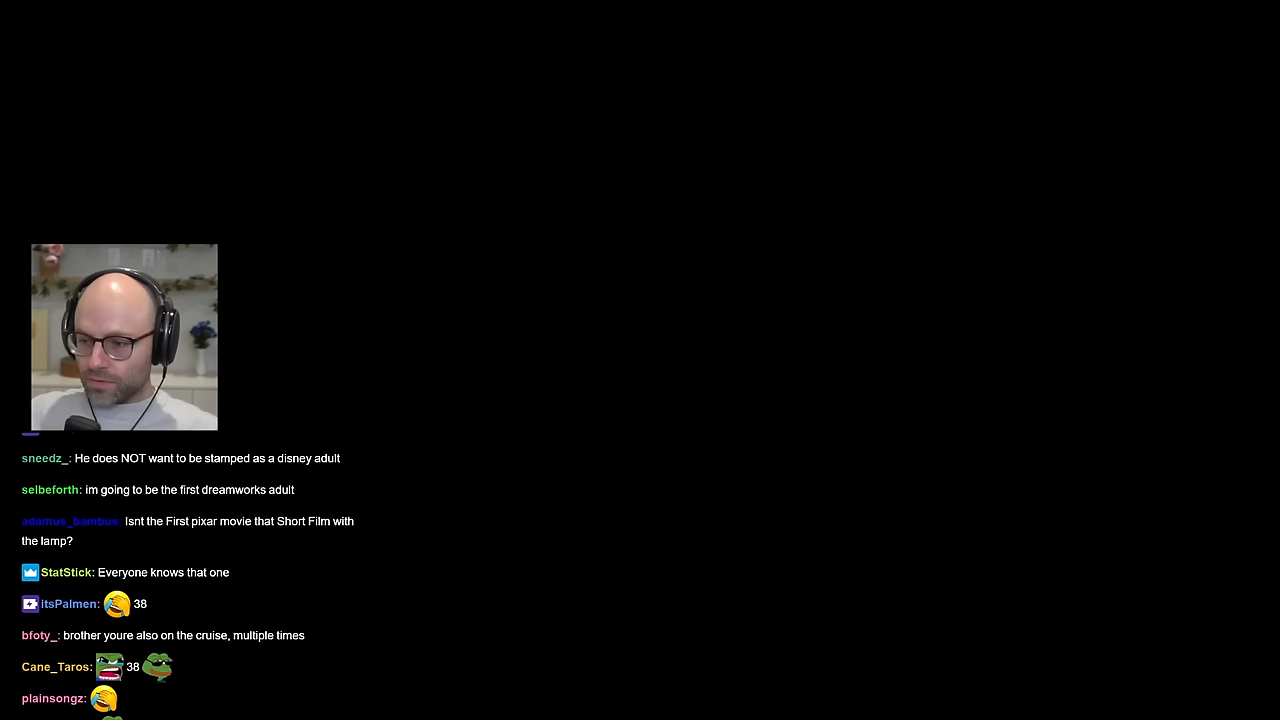 sneedz_: He does NOT want to be stamped as a disney adult
selbeforth: im going to be the first dreamworks adult
adamus_bambus: Isnt the First pixar movie that Short Film with
the lamp?
StatStick: Everyone knows that one
itsPalmen: 38
bfoty_: brother youre also on the cruise, multiple times
Cane_Taros: 38
plainsongz: